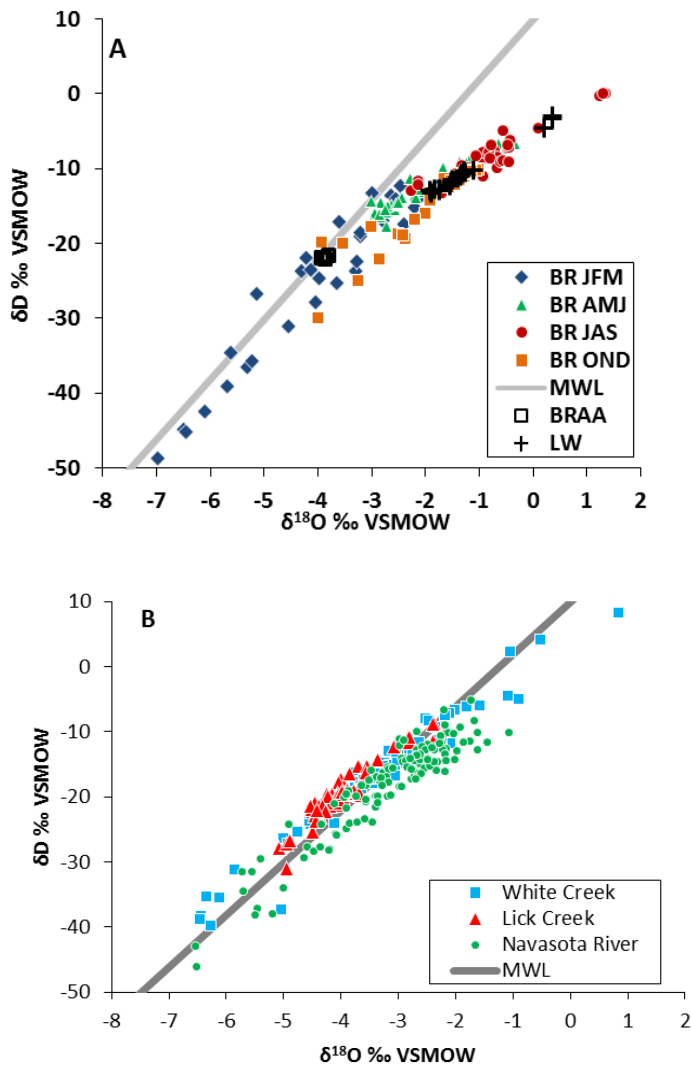 A
10
0
-10
-20
-30
-40
-50
δD ‰ VSMOW
BR JFM
BR AMJ
BR JAS
BR OND
MWL
BRAA
LW
-8 -7 -6 -5 -4 -3 -2 -1 0 1 2
δ¹⁸O ‰ VSMOW
B
10
0
-10
-20
-30
-40
-50
δD ‰ VSMOW
White Creek
Lick Creek
Navasota River
MWL
-8 -7 -6 -5 -4 -3 -2 -1 0 1 2
δ¹⁸O ‰ VSMOW